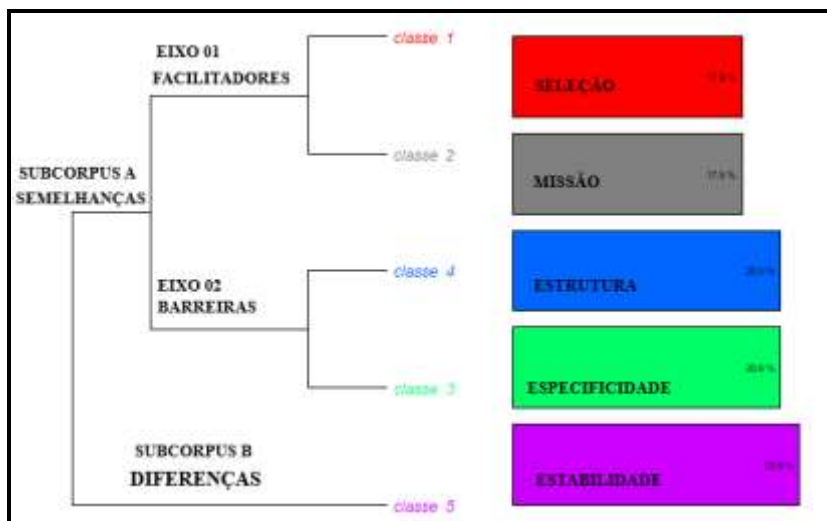 EIXO 01
FACILITADORES
classe 1
SELEÇÃO
classe 2
MISSÃO
SUBCORPUS A
SEMELHANÇAS
EIXO 02
BARREIRAS
classe 4
ESTRUTURA
classe 3
ESPECIFICIDADE
SUBCORPUS B
DIFERENÇAS
classe 5
ESTABILIDADE